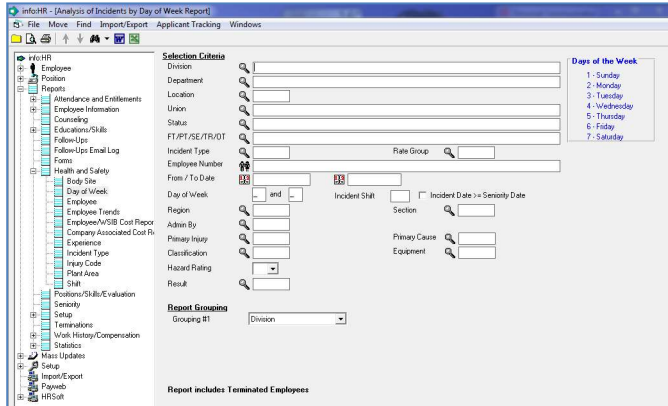 info:HR - [Analysis of Incidents by Day of Week Report]
File Move Find Import/Export Applicant Tracking Windows
info:HR
Employee
Position
Reports
Attendance and Entitlements
Employee Information
Counseling
Educations/Skills
Follow-Ups
Follow-Ups Email Log
Forms
Health and Safety
Body Site
Day of Week
Employee
Employee Trends
Employee/WSIB Cost Repor
Company Associated Cost R
Experience
Incident Type
Injury Code
Plant Area
Shift
Positions/Skills/Evaluation
Seniority
Setup
Terminations
Work History/Compensation
Statistics
Mass Updates
Setup
Import/Export
Payweb
HRSoft
Selection Criteria
Division
Department
Location
Union
Status
FT/PT/SE/TR/OT
Incident Type Rate Group
Employee Number
From / To Date
Day of Week _ and _ Incident Shift Incident Date >= Seniority Date
Region Section
Admin By
Primary Injury Primary Cause
Classification Equipment
Hazard Rating
Result
Report Grouping
Grouping #1 Division
Report includes Terminated Employees
Days of the Week
1 - Sunday
2 - Monday
3 - Tuesday
4 - Wednesday
5 - Thursday
6 - Friday
7 - Saturday